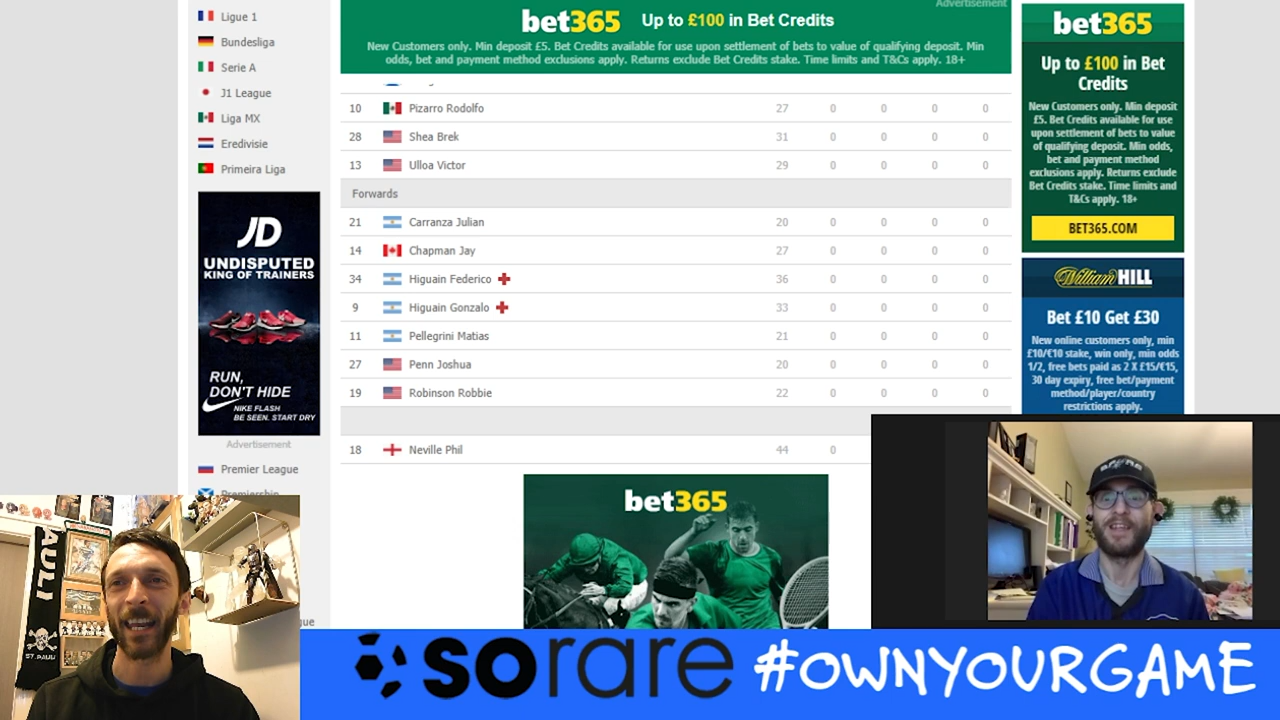 Ligue 1
Bundesliga
Serie A
J1 League
Liga MX
Eredivisie
Primeira Liga
JD
UNDISPUTED
KING OF TRAINERS
RUN,
DON'T HIDE
NIKE FLASH
BE SEEN. START DRY
Advertisement
Premier League
Premiership
Advertisement
bet365 Up to £100 in Bet Credits
New Customers only. Min deposit £5. Bet Credits available for use upon settlement of bets to value of qualifying deposit. Min
odds, bet and payment method exclusions apply. Returns exclude Bet Credits stake. Time limits and T&Cs apply. 18+
10 Pizarro Rodolfo 27 0 0 0 0
28 Shea Brek 31 0 0 0 0
13 Ulloa Victor 29 0 0 0 0
Forwards
21 Carranza Julian 20 0 0 0 0
14 Chapman Jay 27 0 0 0 0
34 Higuain Federico 36 0 0 0 0
9 Higuain Gonzalo 33 0 0 0 0
11 Pellegrini Matias 21 0 0 0 0
27 Penn Joshua 20 0 0 0 0
19 Robinson Robbie 22 0 0 0 0
18 Neville Phil 44 0
bet365
bet365
Up to £100 in Bet
Credits
New Customers only. Min deposit
£5. Bet Credits available for use
upon settlement of bets to value
of qualifying deposit. Min odds,
bet and payment method
exclusions apply. Returns exclude
Bet Credits stake. Time limits and
T&Cs apply. 18+
BET365.COM
William HILL
Bet £10 Get £30
New online customers only, min
£10/€10 stake, win only, min odds
1/2, free bets paid as 2 X £15/€15,
30 day expiry, free bet/payment
method/player/country
restrictions apply.
AULI
ST. PAULI
sorare #OWNYOURGAME